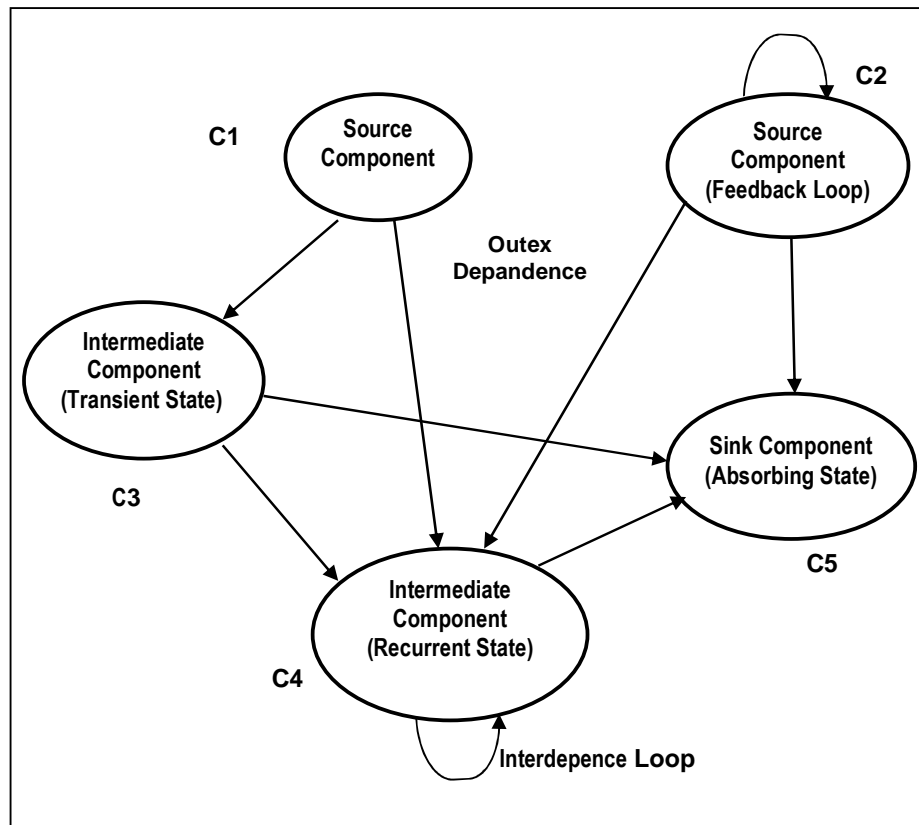 C2
C1
Source
Component
Source
Component
(Feedback Loop)
Outex
Depandence
Intermediate
Component
(Transient State)
Sink Component
(Absorbing State)
C3
C5
Intermediate
Component
(Recurrent State)
C4
Interdepence Loop